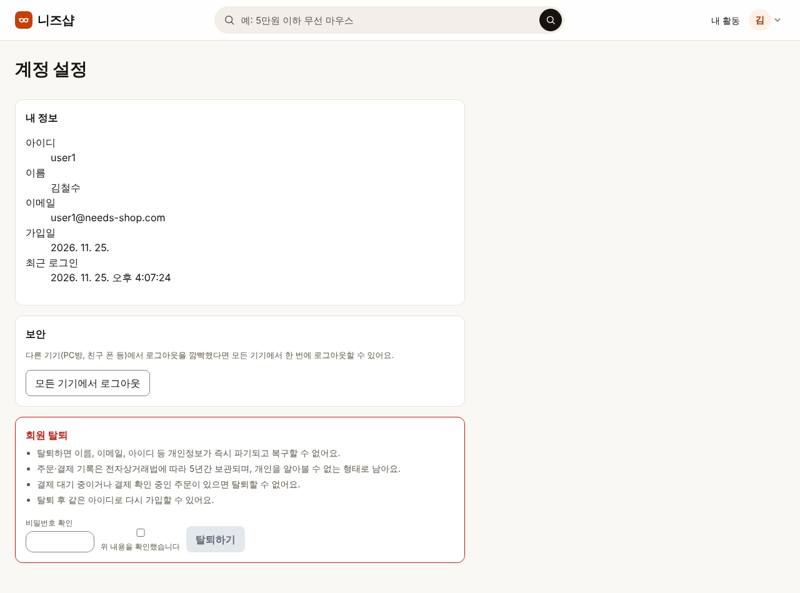 니즈샵
예: 5만원 이하 무선 마우스
내 활동
김
계정 설정
내 정보
아이디
user1
이름
김철수
이메일
user1@needs-shop.com
가입일
2026. 11. 25.
최근 로그인
2026. 11. 25. 오후 4:07:24
보안
다른 기기(PC방, 친구 폰 등)에서 로그아웃을 깜빡했다면 모든 기기에서 한 번에 로그아웃할 수 있어요.
모든 기기에서 로그아웃
회원 탈퇴
탈퇴하면 이름, 이메일, 아이디 등 개인정보가 즉시 파기되고 복구할 수 없어요.
주문·결제 기록은 전자상거래법에 따라 5년간 보관되며, 개인을 알아볼 수 없는 형태로 남아요.
결제 대기 중이거나 결제 확인 중인 주문이 있으면 탈퇴할 수 없어요.
탈퇴 후 같은 아이디로 다시 가입할 수 있어요.
비밀번호 확인
위 내용을 확인했습니다
탈퇴하기